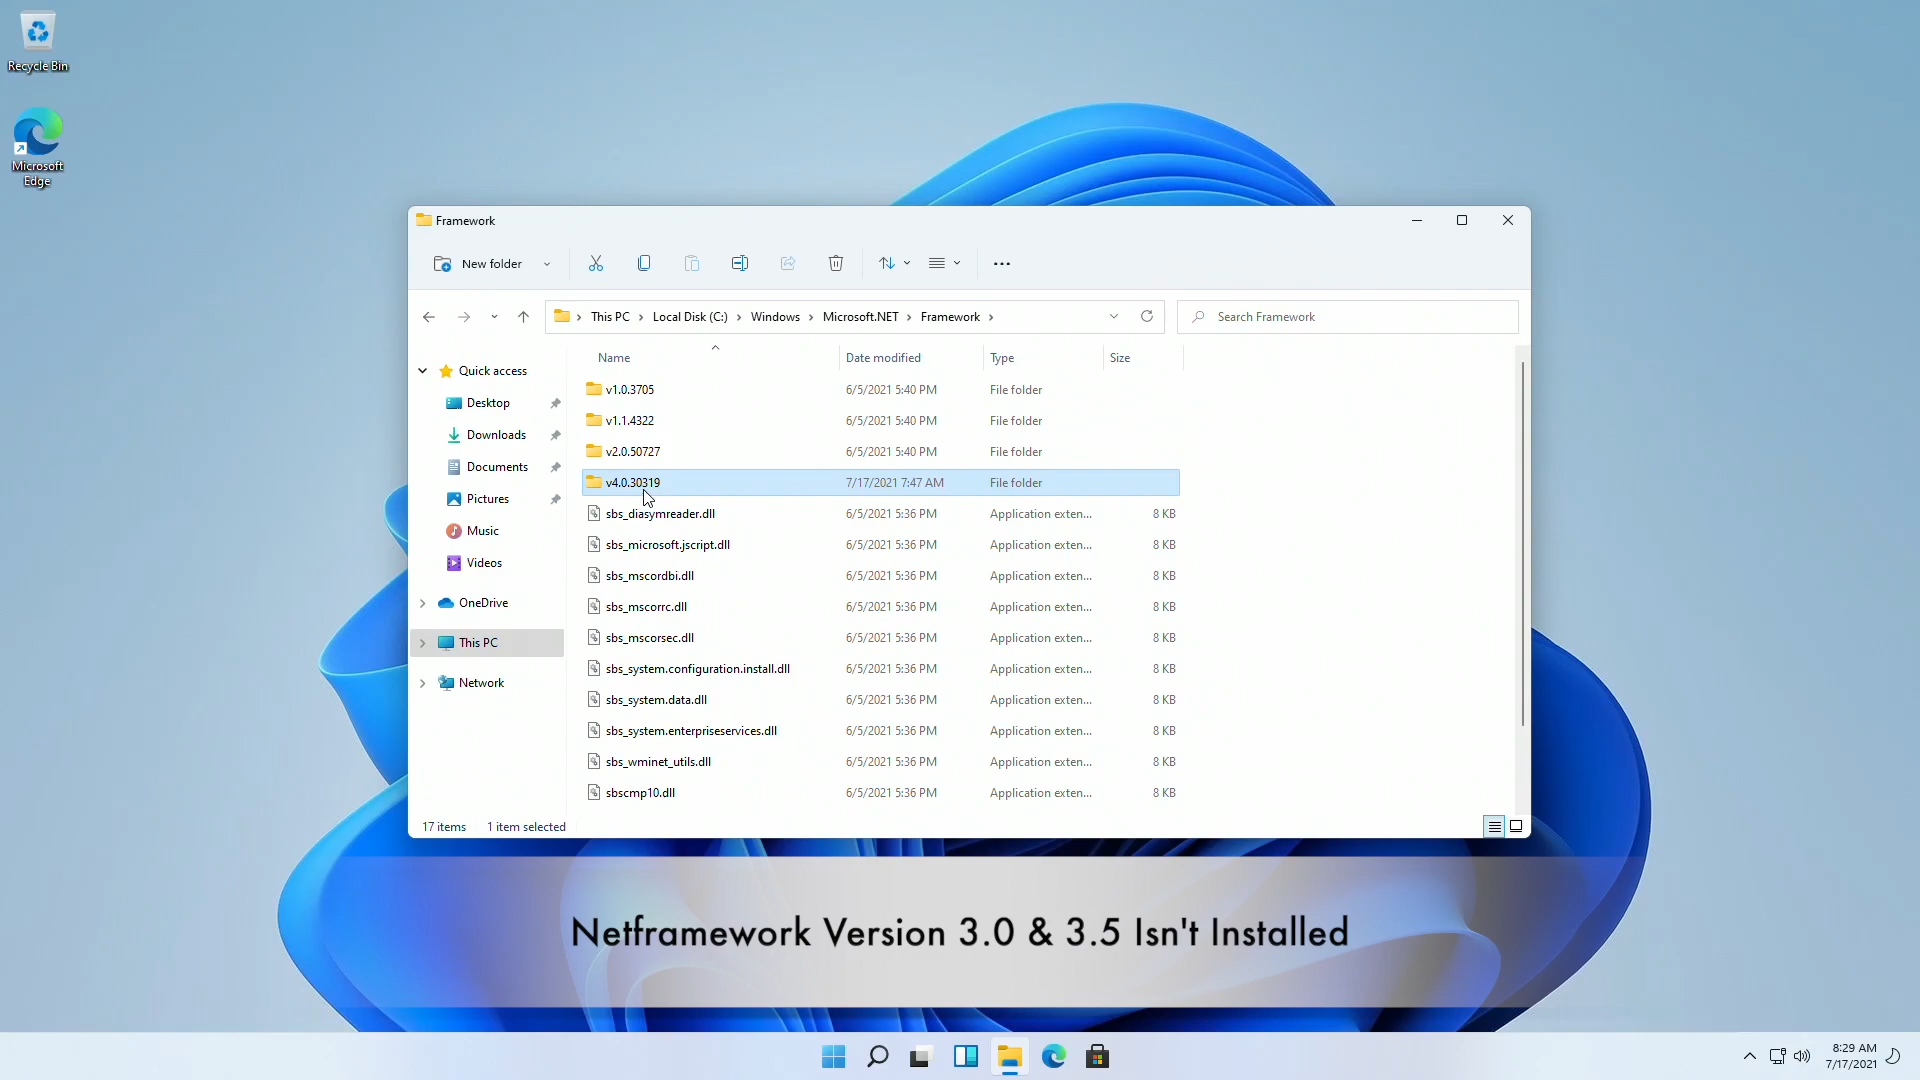 Recycle Bin
Microsoft
Edge
Framework
New folder
This PC
Local Disk (C:)
Windows
Microsoft.NET
Framework
Search Framework
Name
Date modified
Type
Size
Quick access
Desktop
Downloads
Documents
Pictures
Music
Videos
OneDrive
This PC
Network
v1.0.3705 6/5/2021 5:40 PM File folder
v1.1.4322 6/5/2021 5:40 PM File folder
v2.0.50727 6/5/2021 5:40 PM File folder
v4.0.30319 7/17/2021 7:47 AM File folder
sbs_diasymreader.dll 6/5/2021 5:36 PM Application exten... 8 KB
sbs_microsoft.jscript.dll 6/5/2021 5:36 PM Application exten... 8 KB
sbs_mscordbi.dll 6/5/2021 5:36 PM Application exten... 8 KB
sbs_mscorrc.dll 6/5/2021 5:36 PM Application exten... 8 KB
sbs_mscorsec.dll 6/5/2021 5:36 PM Application exten... 8 KB
sbs_system.configuration.install.dll 6/5/2021 5:36 PM Application exten... 8 KB
sbs_system.data.dll 6/5/2021 5:36 PM Application exten... 8 KB
sbs_system.enterpriseservices.dll 6/5/2021 5:36 PM Application exten... 8 KB
sbs_wminet_utils.dll 6/5/2021 5:36 PM Application exten... 8 KB
sbscmp10.dll 6/5/2021 5:36 PM Application exten... 8 KB
17 items 1 item selected
Netframework Version 3.0 & 3.5 Isn't Installed
8:29 AM
7/17/2021